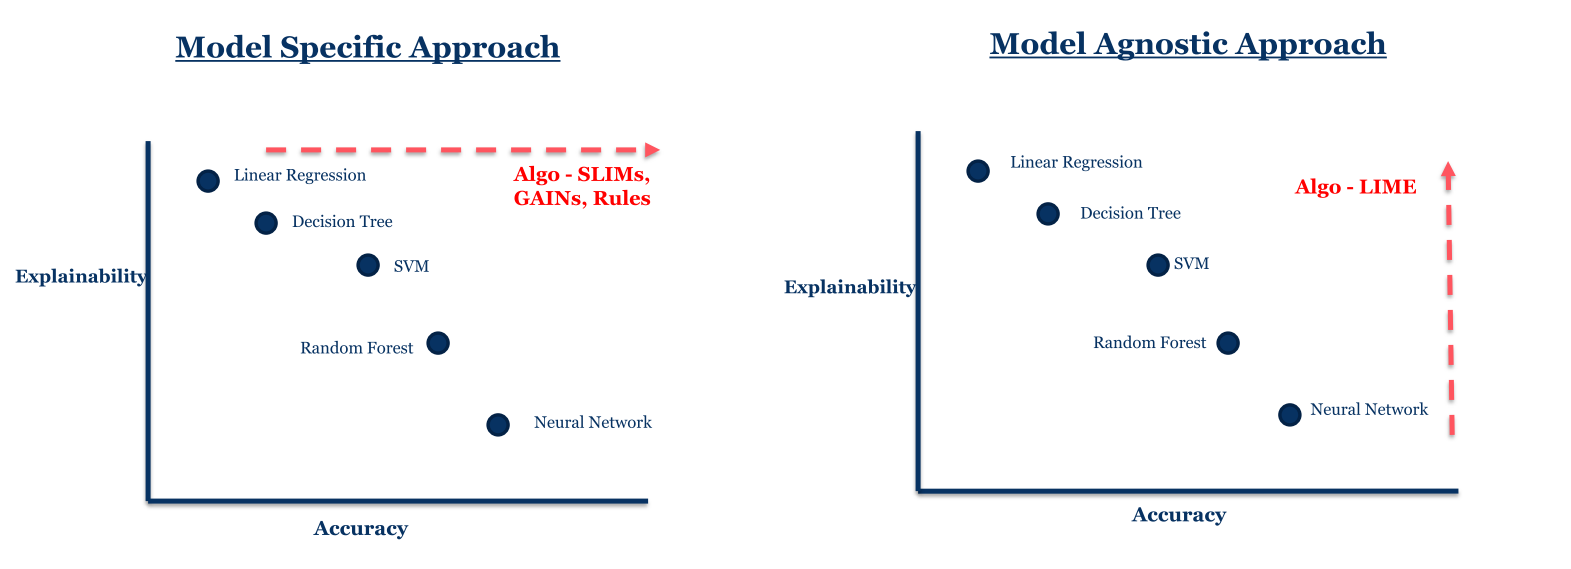 Model Specific Approach
Algo - SLIMs,
GAINs, Rules
Linear Regression
Decision Tree
SVM
Explainability
Random Forest
Neural Network
Accuracy
Model Agnostic Approach
Linear Regression
Algo - LIME
Decision Tree
SVM
Explainability
Random Forest
Neural Network
Accuracy